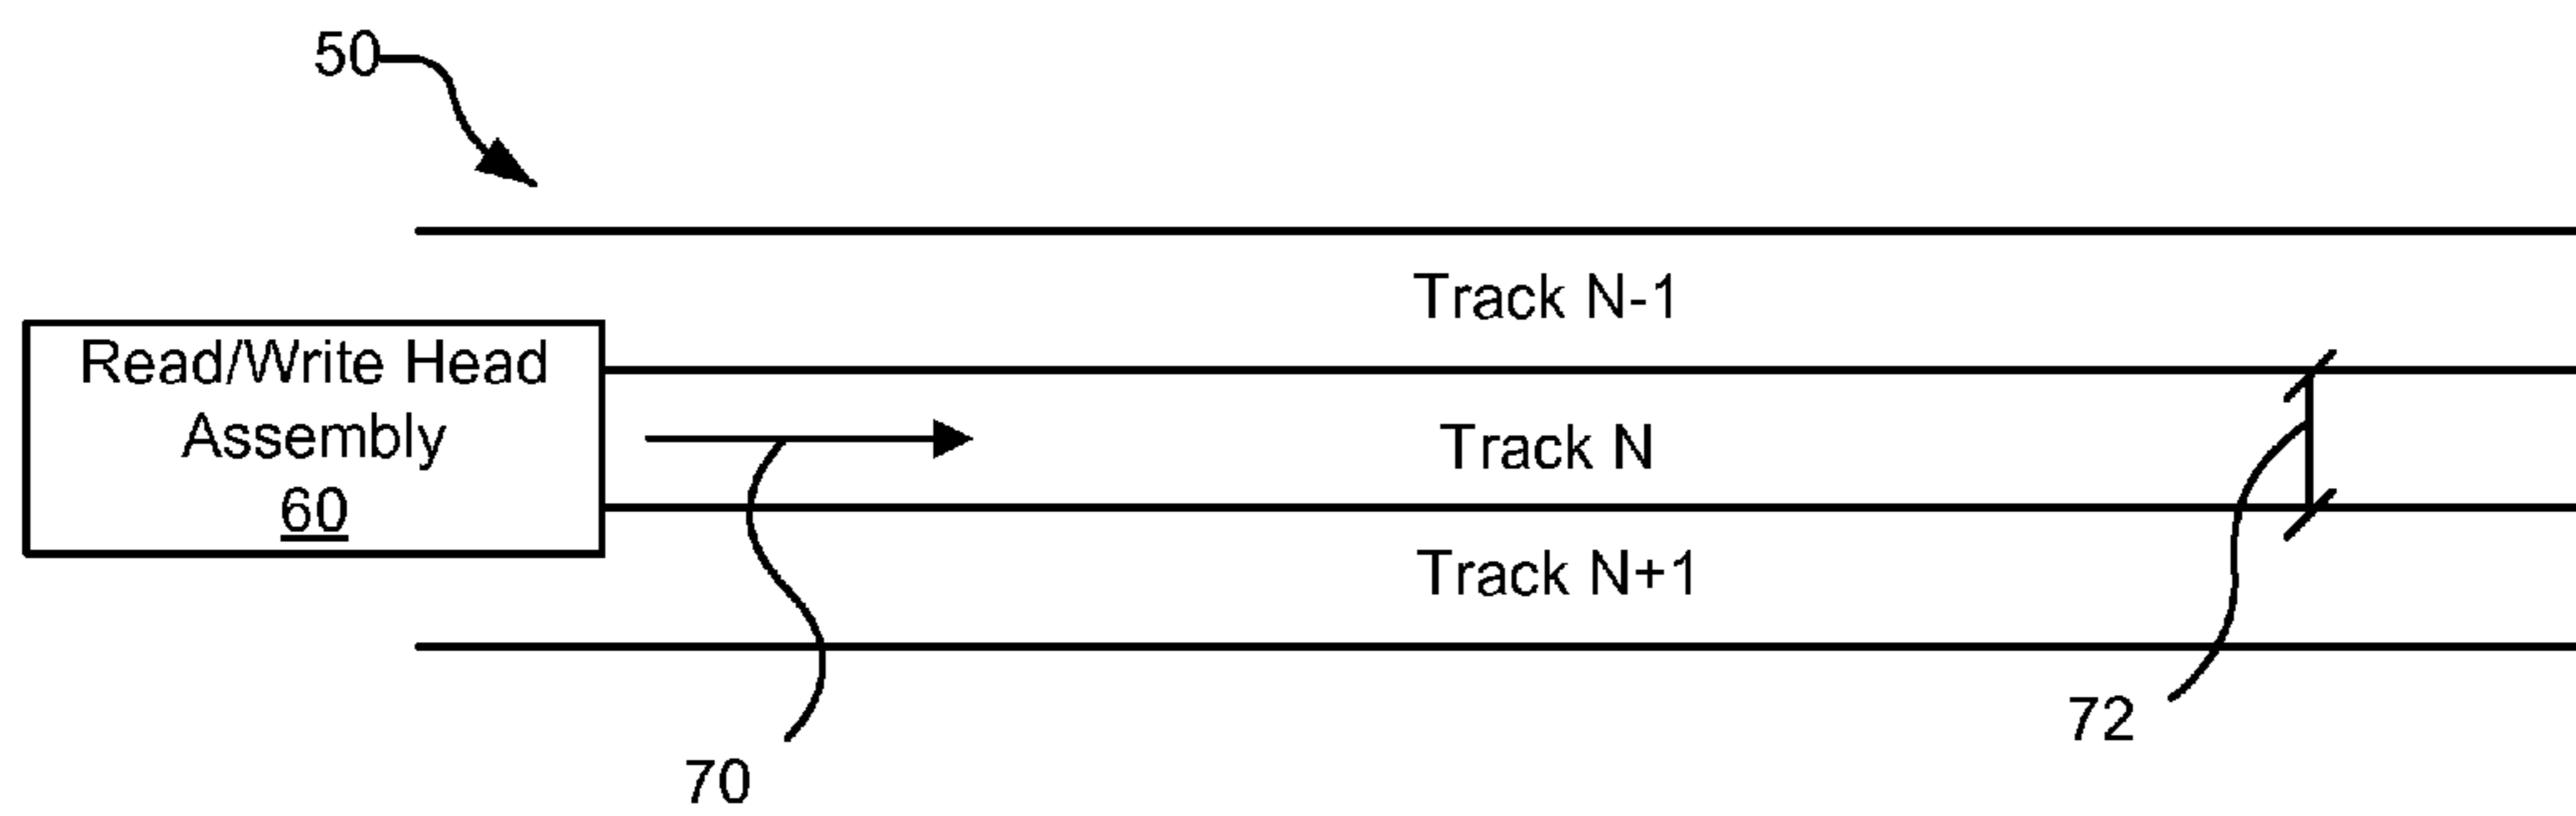 50
Track N-1
Read/Write Head
Assembly
60
Track N
Track N+1
70
72